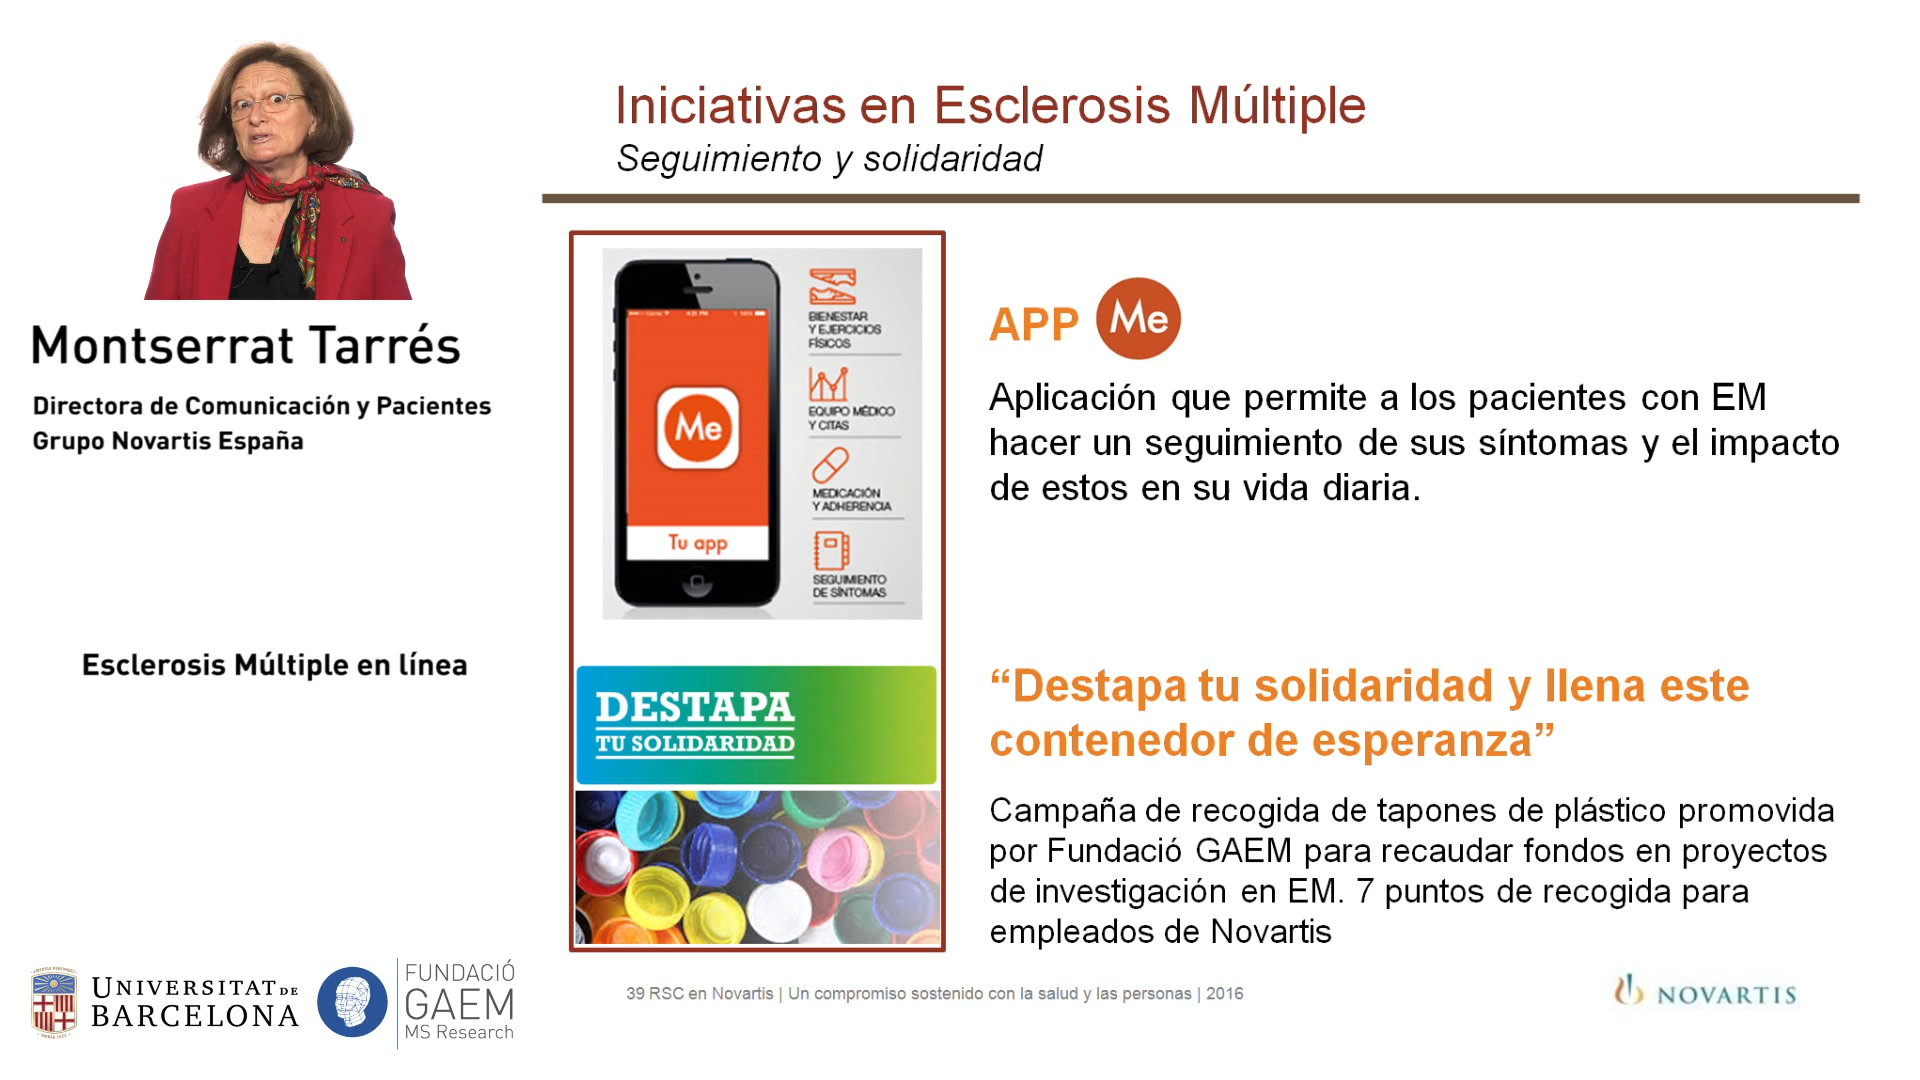 Iniciativas en Esclerosis Múltiple
Seguimiento y solidaridad
Montserrat Tarrés
Directora de Comunicación y Pacientes
Grupo Novartis España
Esclerosis Múltiple en línea
BIENESTAR
Y EJERCICIOS
FÍSICOS
EQUIPO MÉDICO
Y CITAS
MEDICACIÓN
Y ADHERENCIA
SEGUIMIENTO
DE SÍNTOMAS
4:21 PM
Me
Tu app
APP Me
Aplicación que permite a los pacientes con EM
hacer un seguimiento de sus síntomas y el impacto
de estos en su vida diaria.
DESTAPA
TU SOLIDARIDAD
“Destapa tu solidaridad y llena este
contenedor de esperanza”
Campaña de recogida de tapones de plástico promovida
por Fundació GAEM para recaudar fondos en proyectos
de investigación en EM. 7 puntos de recogida para
empleados de Novartis
UNIVERSITAT DE
BARCELONA
FUNDACIÓ
GAEM
MS Research
39 RSC en Novartis | Un compromiso sostenido con la salud y las personas | 2016
NOVARTIS